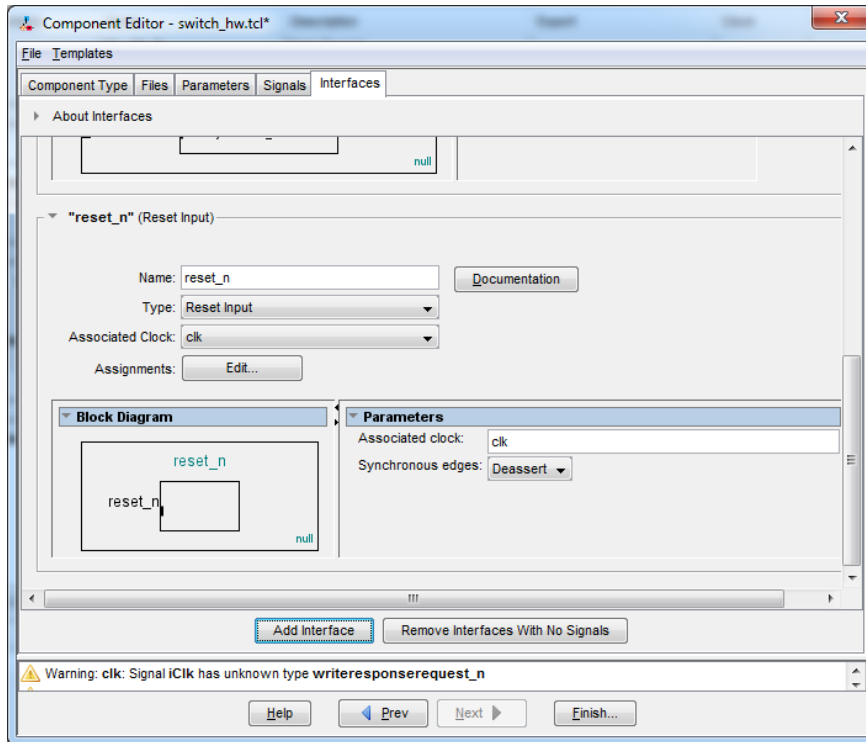 Component Editor - switch_hw.tcl*
File Templates
Component Type Files Parameters Signals Interfaces
About Interfaces
null
"reset_n" (Reset Input)
Name: reset_n Documentation
Type: Reset Input
Associated Clock: clk
Assignments: Edit...
Block Diagram Parameters
Associated clock: clk
Synchronous edges: Deassert
reset_n
reset_n
null
Add Interface Remove Interfaces With No Signals
Warning: clk: Signal iClk has unknown type writeresponserequest_n
Help Prev Next Finish...